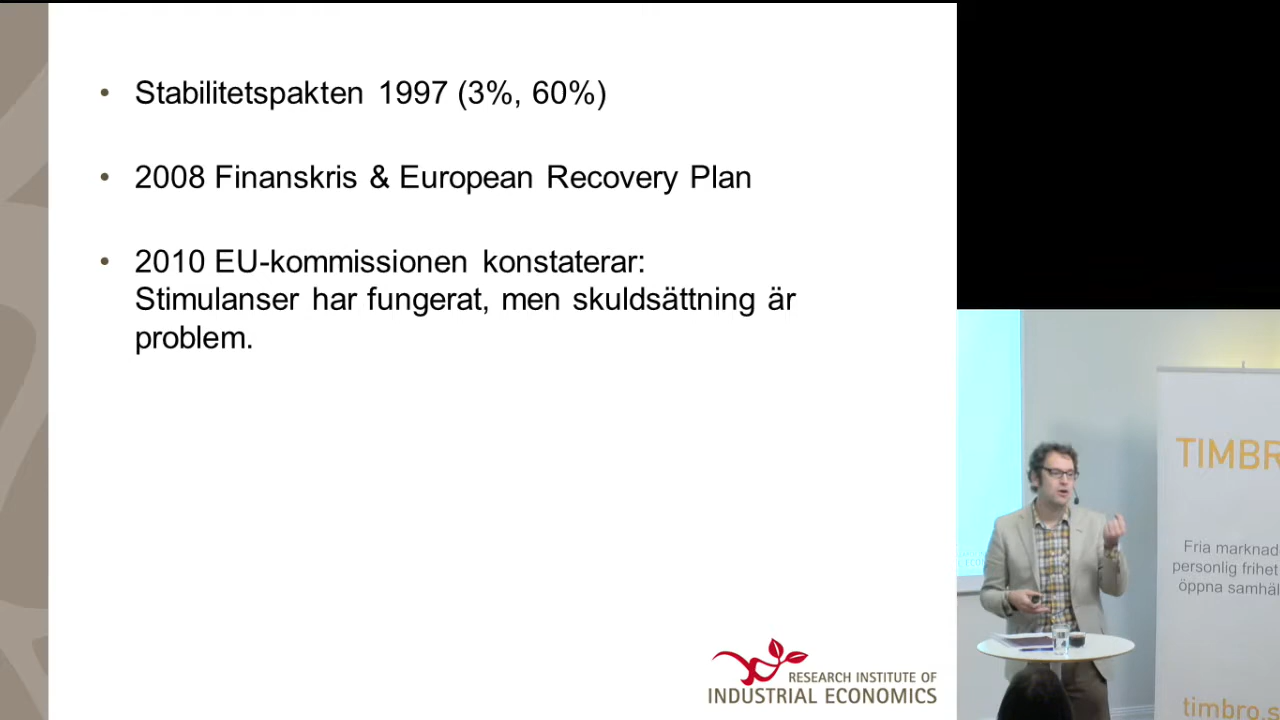 • Stabilitetspakten 1997 (3%, 60%)
• 2008 Finanskris & European Recovery Plan
• 2010 EU-kommissionen konstaterar:
Stimulanser har fungerat, men skuldsättning är
problem.
RESEARCH INSTITUTE OF
INDUSTRIAL ECONOMICS
TIMBR
Fria marknad
personlig frihet
öppna samhäl
timbro.s